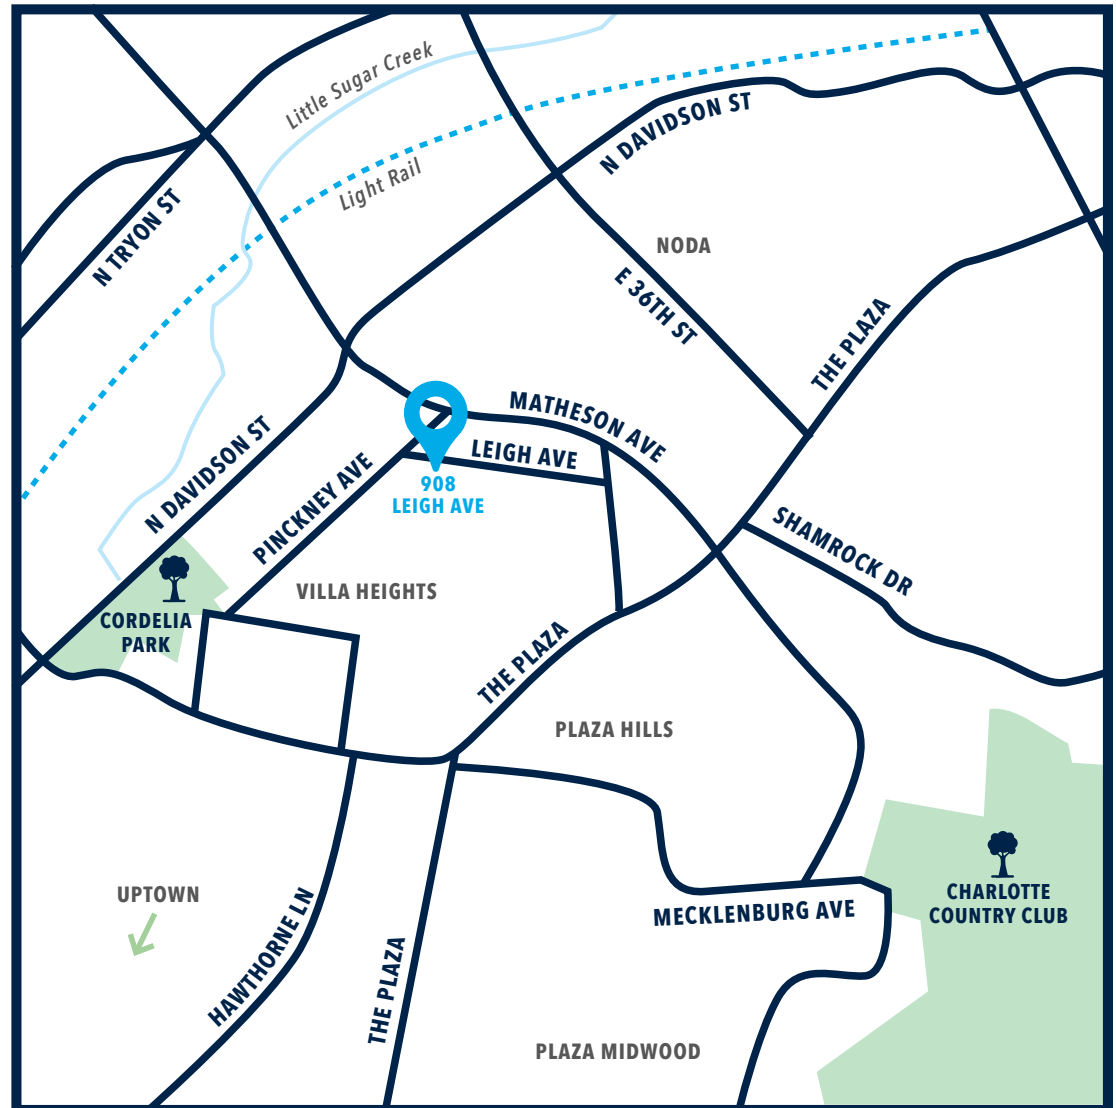 Little Sugar Creek
N DAVIDSON ST
Light Rail
N TRYON ST
NODA
E 36TH ST
THE PLAZA
MATHESON AVE
LEIGH AVE
908
LEIGH AVE
N DAVIDSON ST
PINCKNEY AVE
SHAMROCK DR
VILLA HEIGHTS
CORDELIA
PARK
THE PLAZA
PLAZA HILLS
UPTOWN
CHARLOTTE
COUNTRY CLUB
MECKLENBURG AVE
HAWTHORNE LN
THE PLAZA
PLAZA MIDWOOD